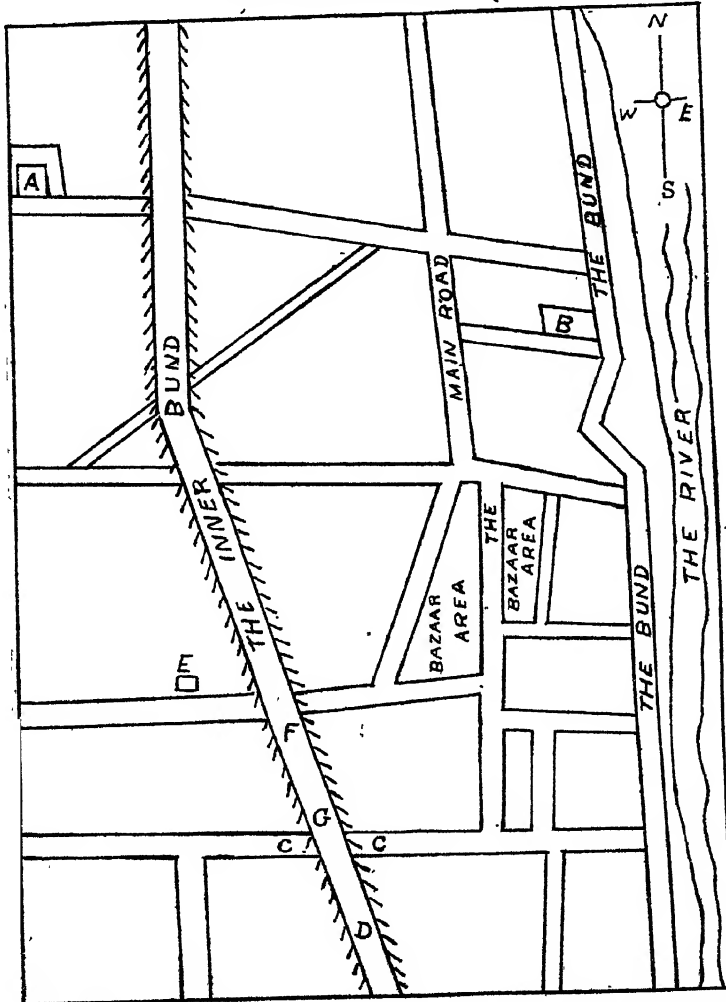 N
W E
S
A
THE BUND
MAIN ROAD
B
THE INNER BUND
THE RIVER
THE
BAZAAR
AREA
BAZAAR
AREA
THE BUND
E
F
G
C C
D